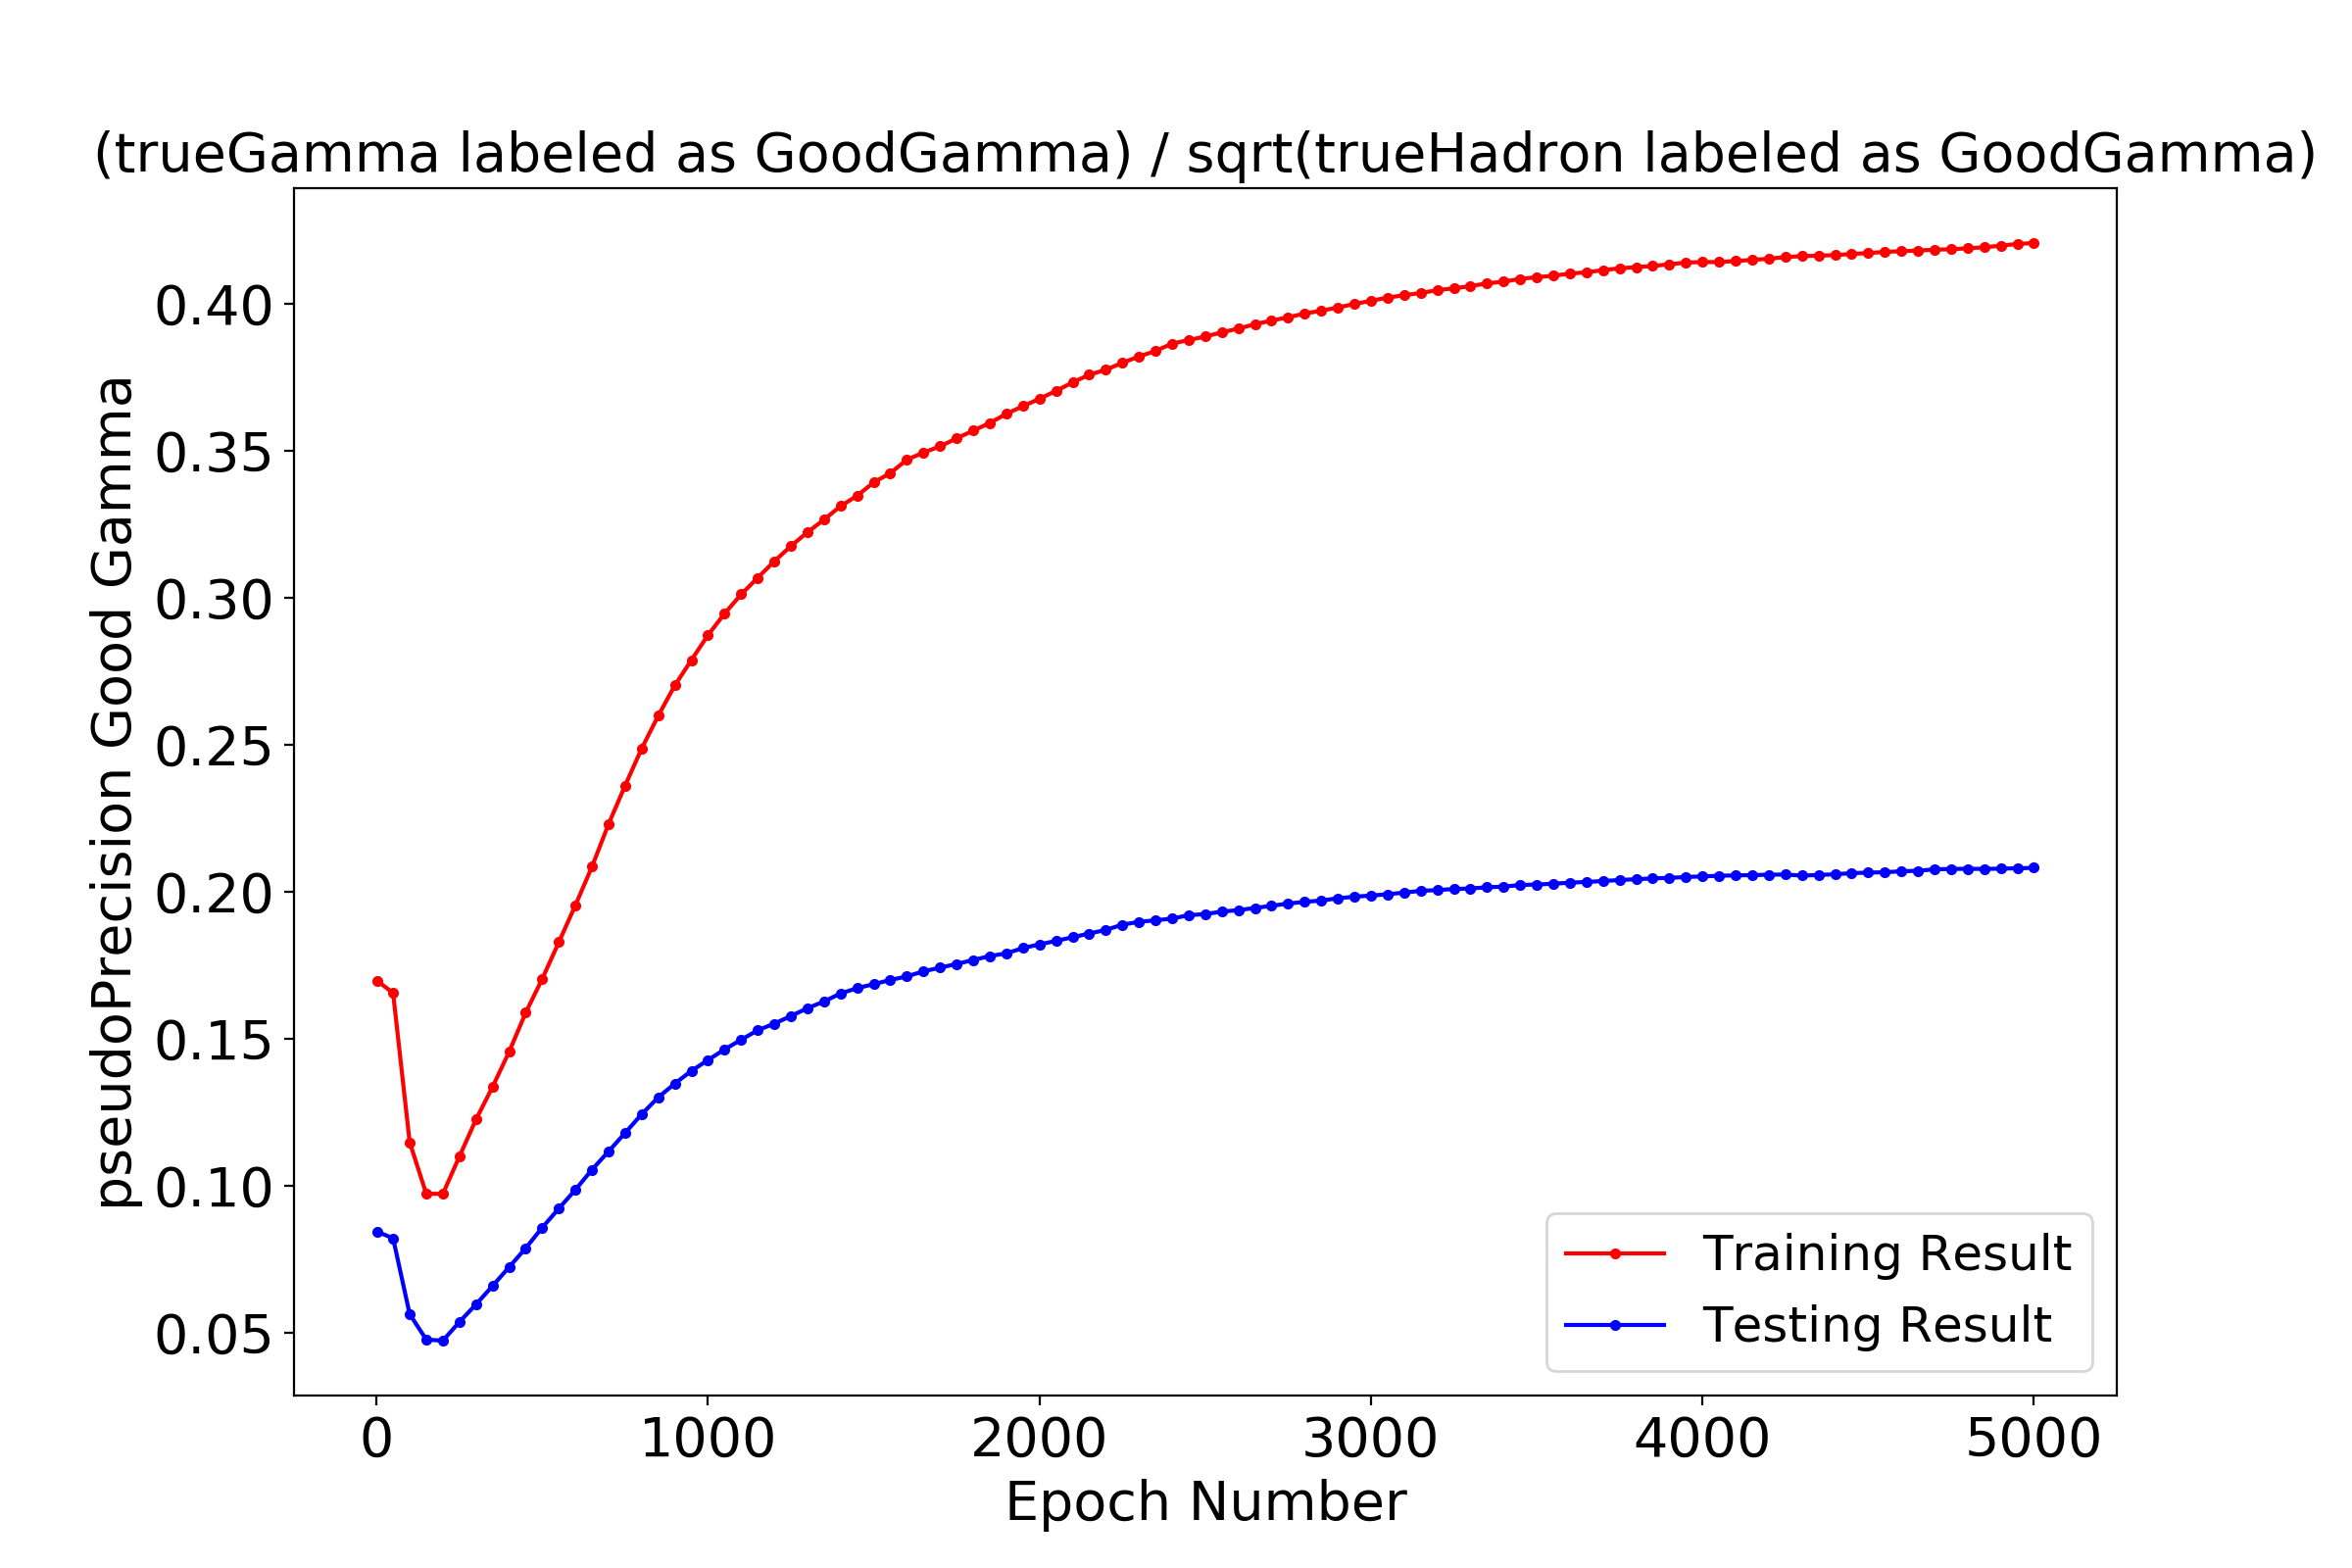 (trueGamma labeled as GoodGamma) / sqrt(trueHadron labeled as GoodGamma)
pseudoPrecision Good Gamma
0.40
0.35
0.30
0.25
0.20
0.15
0.10
0.05
Training Result
Testing Result
0 1000 2000 3000 4000 5000
Epoch Number